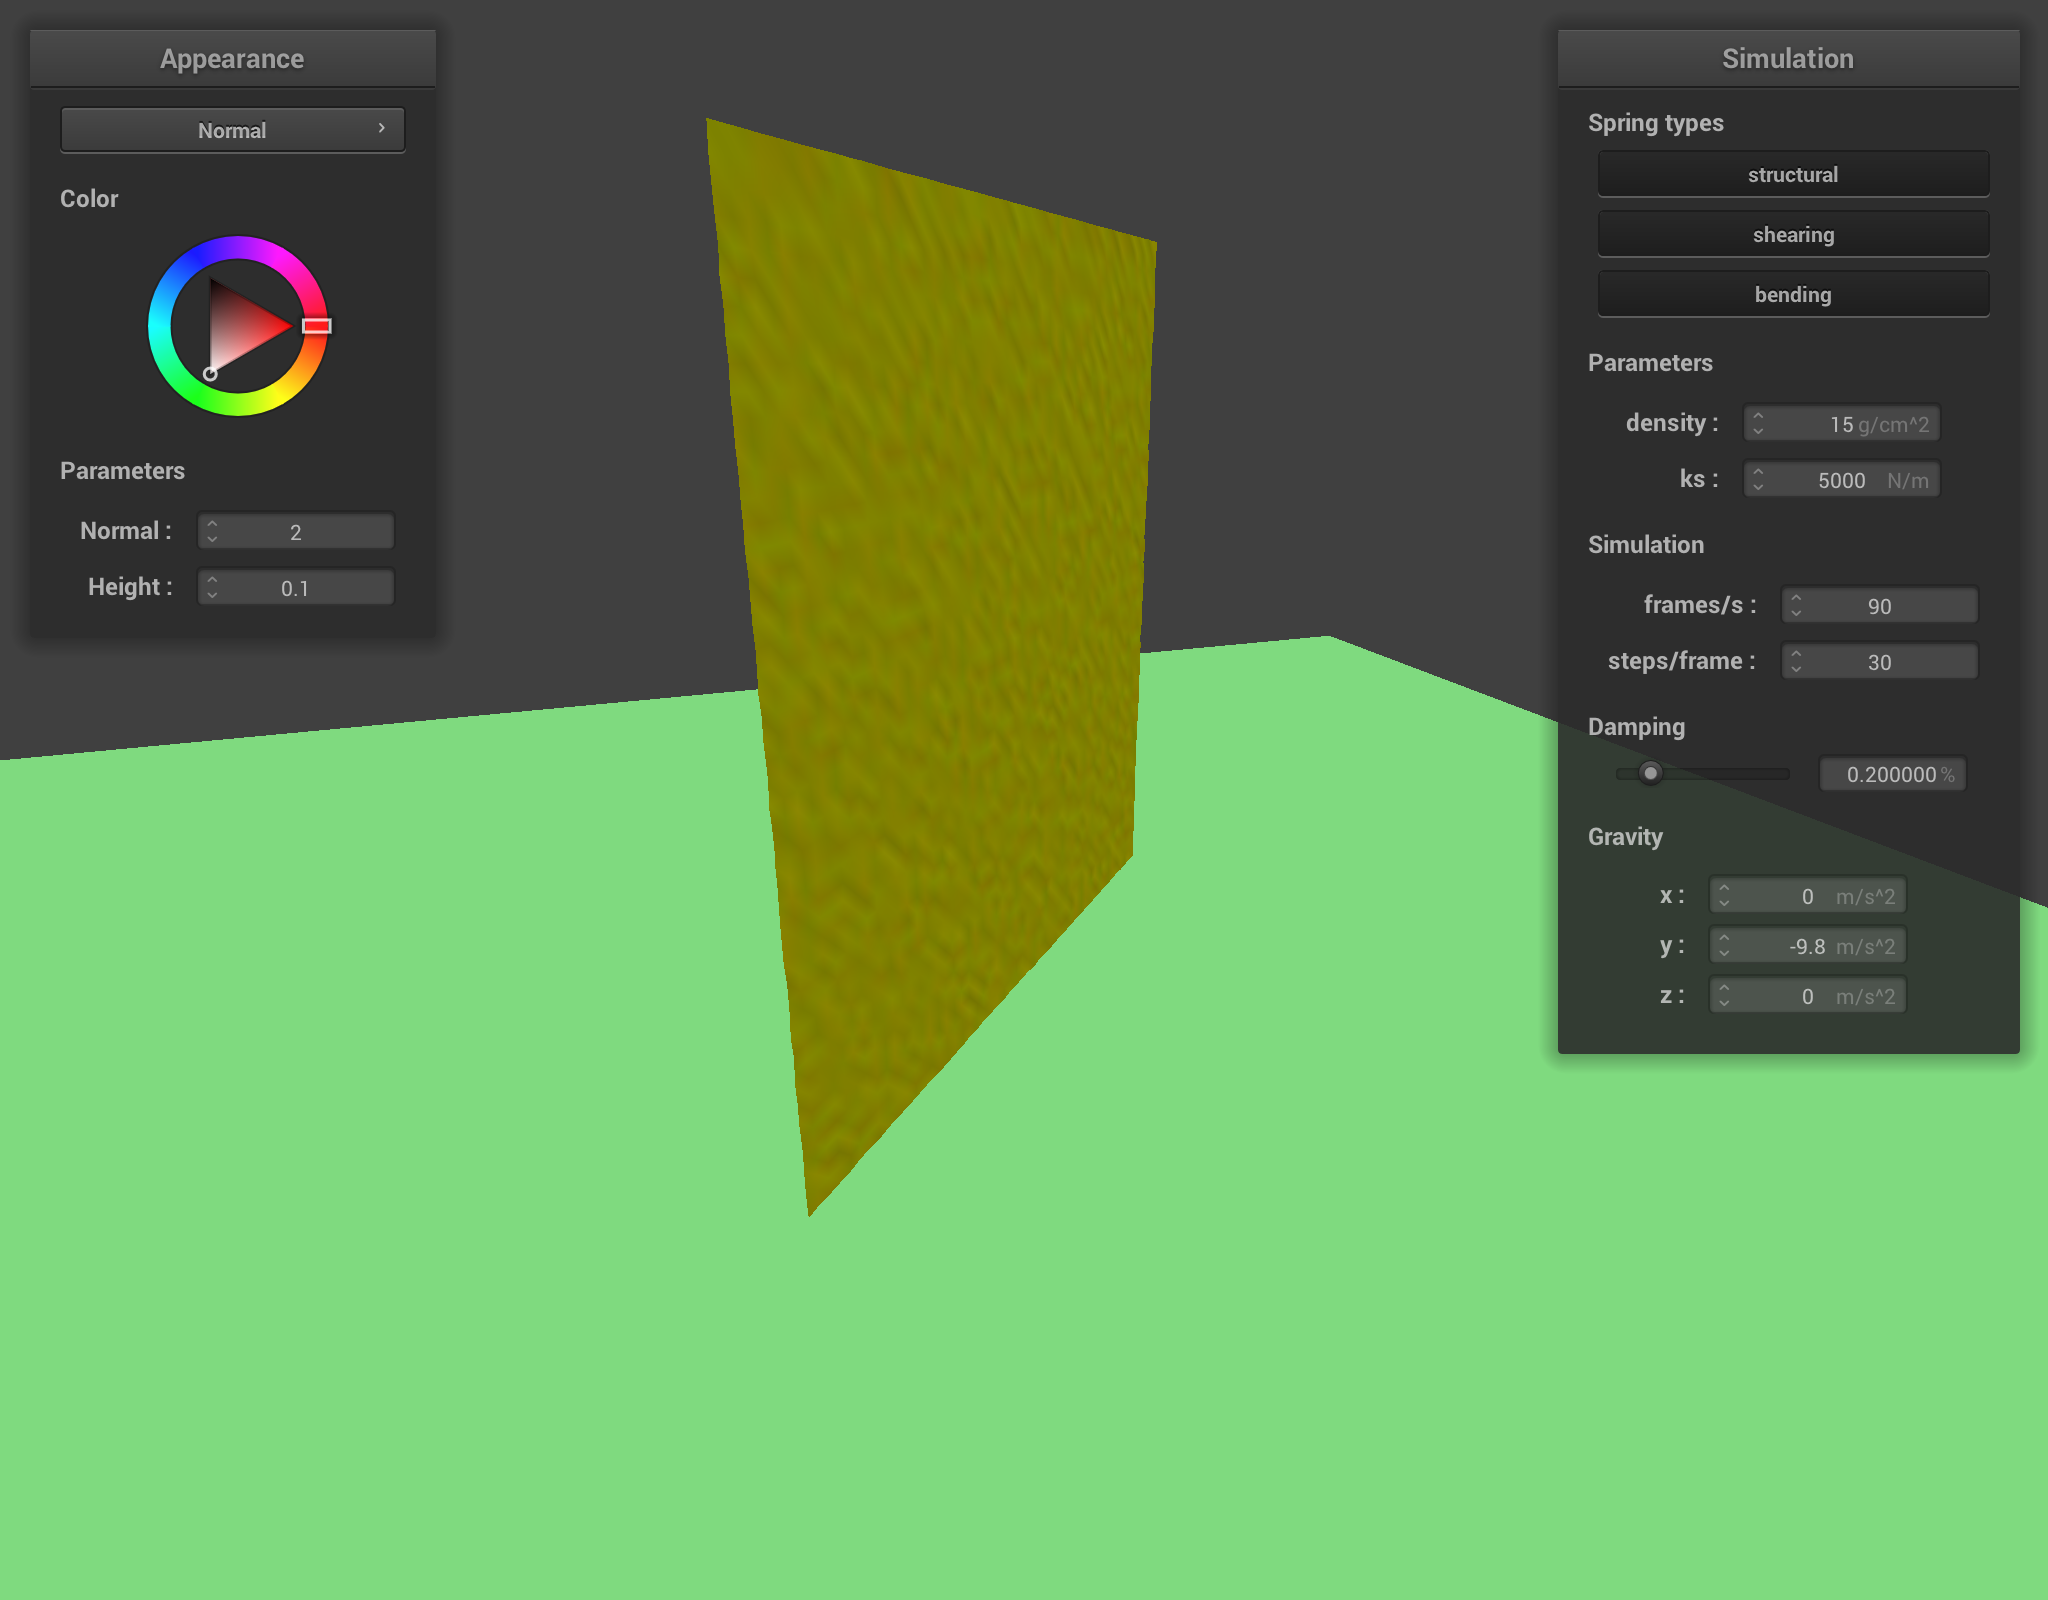 Appearance
Normal
Color
Parameters
Normal : 2
Height : 0.1
Simulation
Spring types
structural
shearing
bending
Parameters
density : 15 g/cm^2
ks : 5000 N/m
Simulation
frames/s : 90
steps/frame : 30
Damping
0.200000 %
Gravity
x : 0 m/s^2
y : -9.8 m/s^2
z : 0 m/s^2